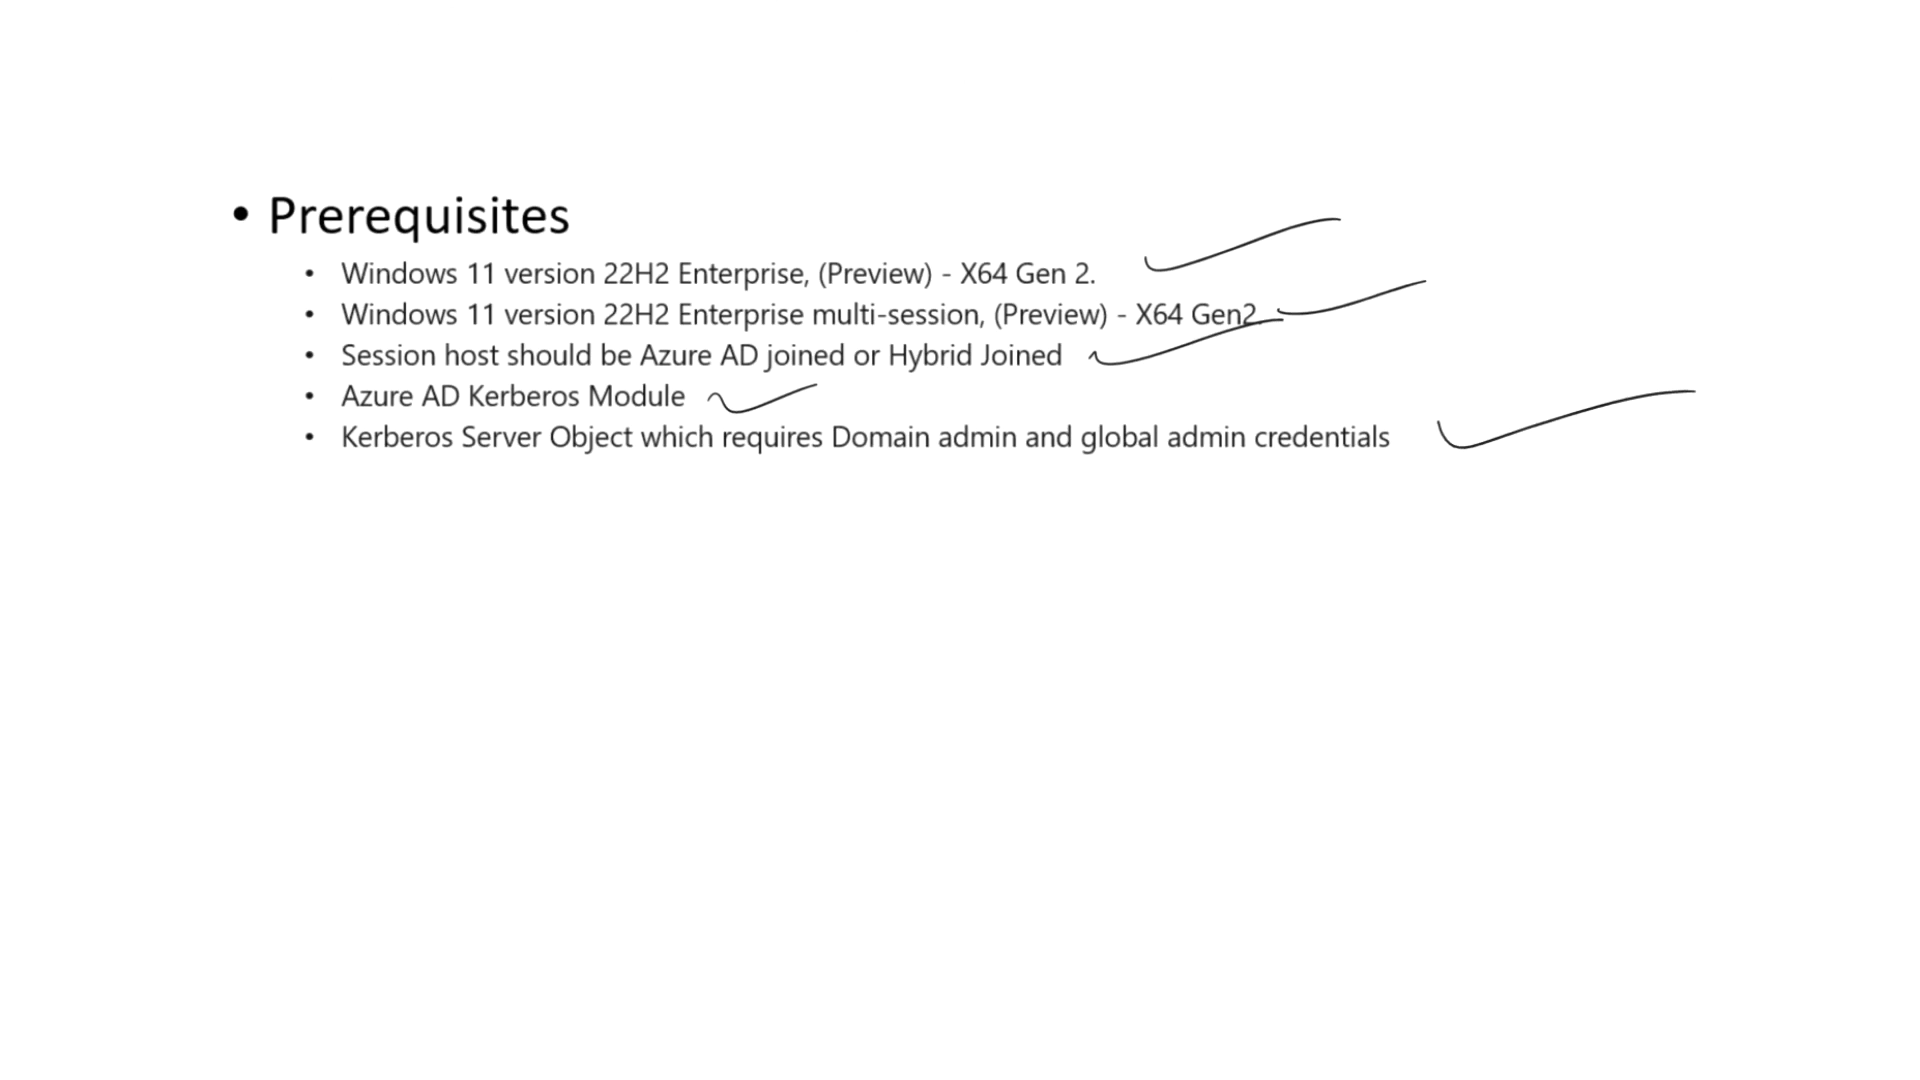 • Prerequisites
• Windows 11 version 22H2 Enterprise, (Preview) - X64 Gen 2.
• Windows 11 version 22H2 Enterprise multi-session, (Preview) - X64 Gen2.
• Session host should be Azure AD joined or Hybrid Joined
• Azure AD Kerberos Module
• Kerberos Server Object which requires Domain admin and global admin credentials